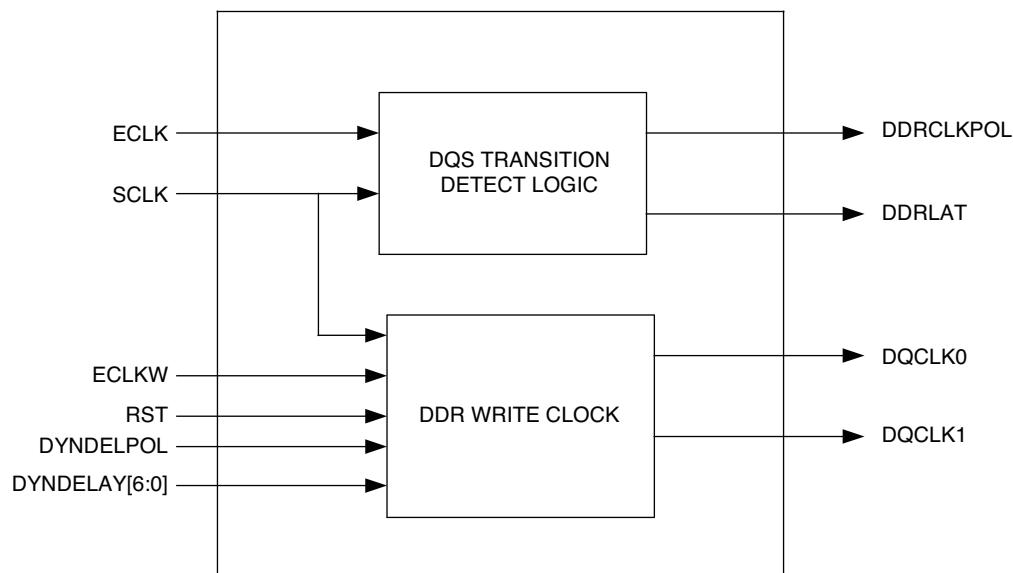 ECLK
SCLK
DQS TRANSITION
DETECT LOGIC
DDRCLKPOL
DDRLAT
ECLKW
RST
DYNDELPOL
DYNDELAY[6:0]
DDR WRITE CLOCK
DQCLK0
DQCLK1